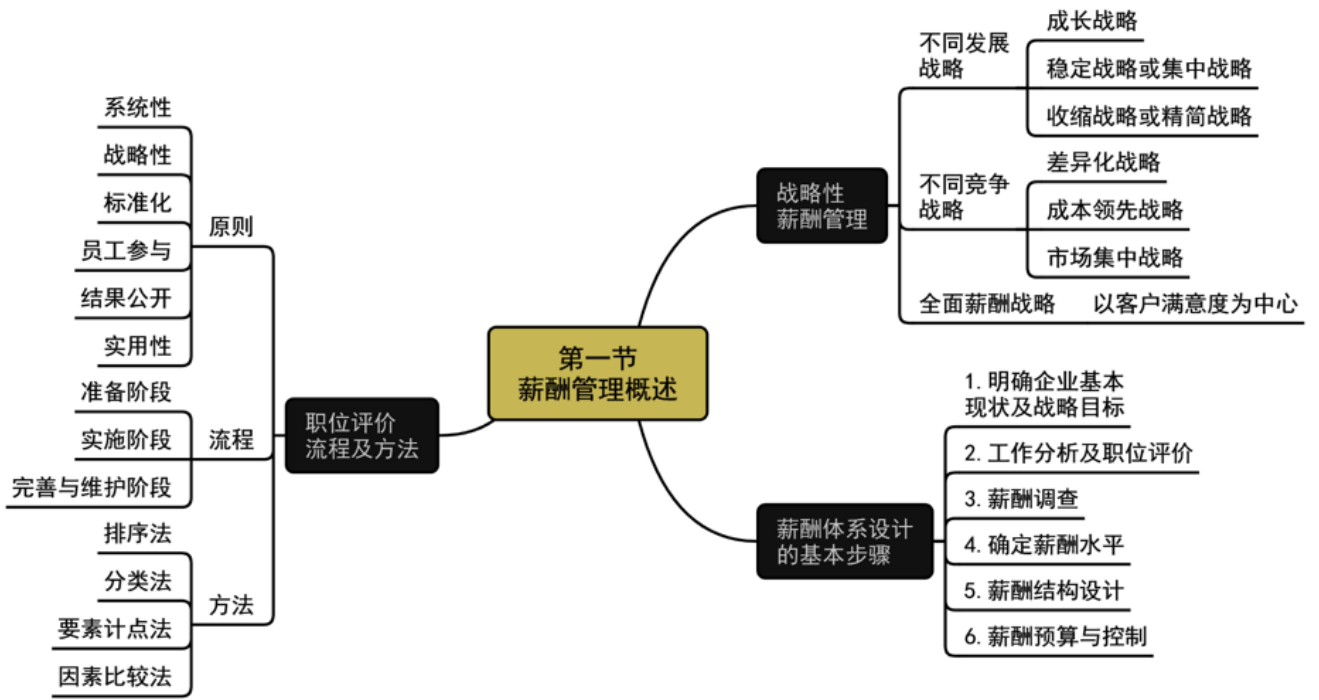 第一节
薪酬管理概述
战略性
薪酬管理
不同发展
战略
成长战略
稳定战略或集中战略
收缩战略或精简战略
不同竞争
战略
差异化战略
成本领先战略
市场集中战略
全面薪酬战略
以客户满意度为中心
薪酬体系设计
的基本步骤
1. 明确企业基本
现状及战略目标
2. 工作分析及职位评价
3. 薪酬调查
4. 确定薪酬水平
5. 薪酬结构设计
6. 薪酬预算与控制
职位评价
流程及方法
原则
系统性
战略性
标准化
员工参与
结果公开
实用性
流程
准备阶段
实施阶段
完善与维护阶段
方法
排序法
分类法
要素计点法
因素比较法